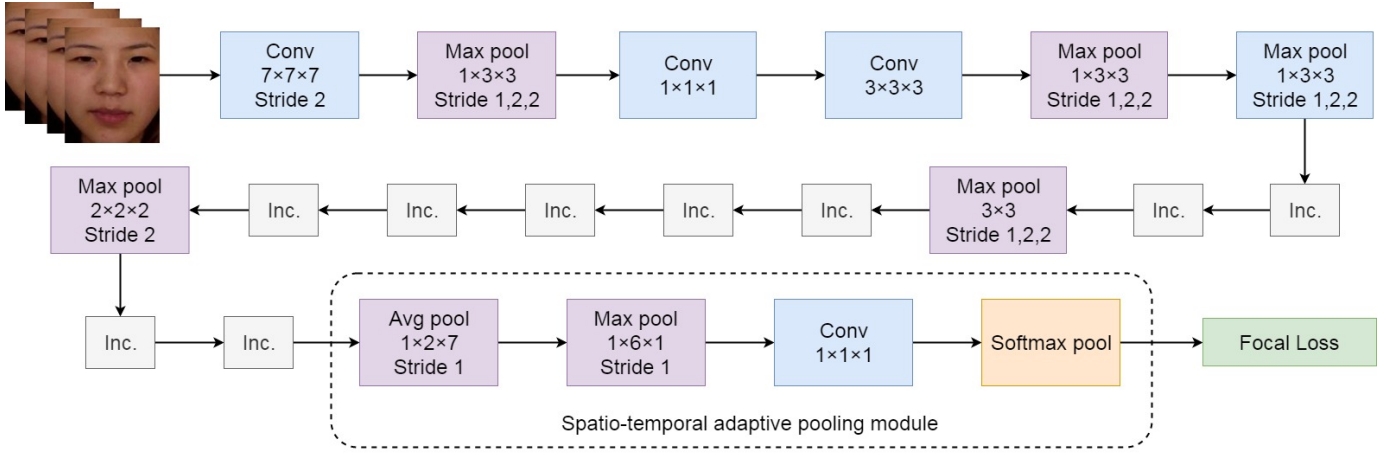 Conv
7×7×7
Stride 2
Max pool
1×3×3
Stride 1,2,2
Conv
1×1×1
Conv
3×3×3
Max pool
1×3×3
Stride 1,2,2
Max pool
1×3×3
Stride 1,2,2
Inc.
Inc.
Max pool
3×3
Stride 1,2,2
Inc.
Inc.
Inc.
Inc.
Inc.
Max pool
2×2×2
Stride 2
Inc.
Inc.
Avg pool
1×2×7
Stride 1
Max pool
1×6×1
Stride 1
Conv
1×1×1
Softmax pool
Focal Loss
Spatio-temporal adaptive pooling module